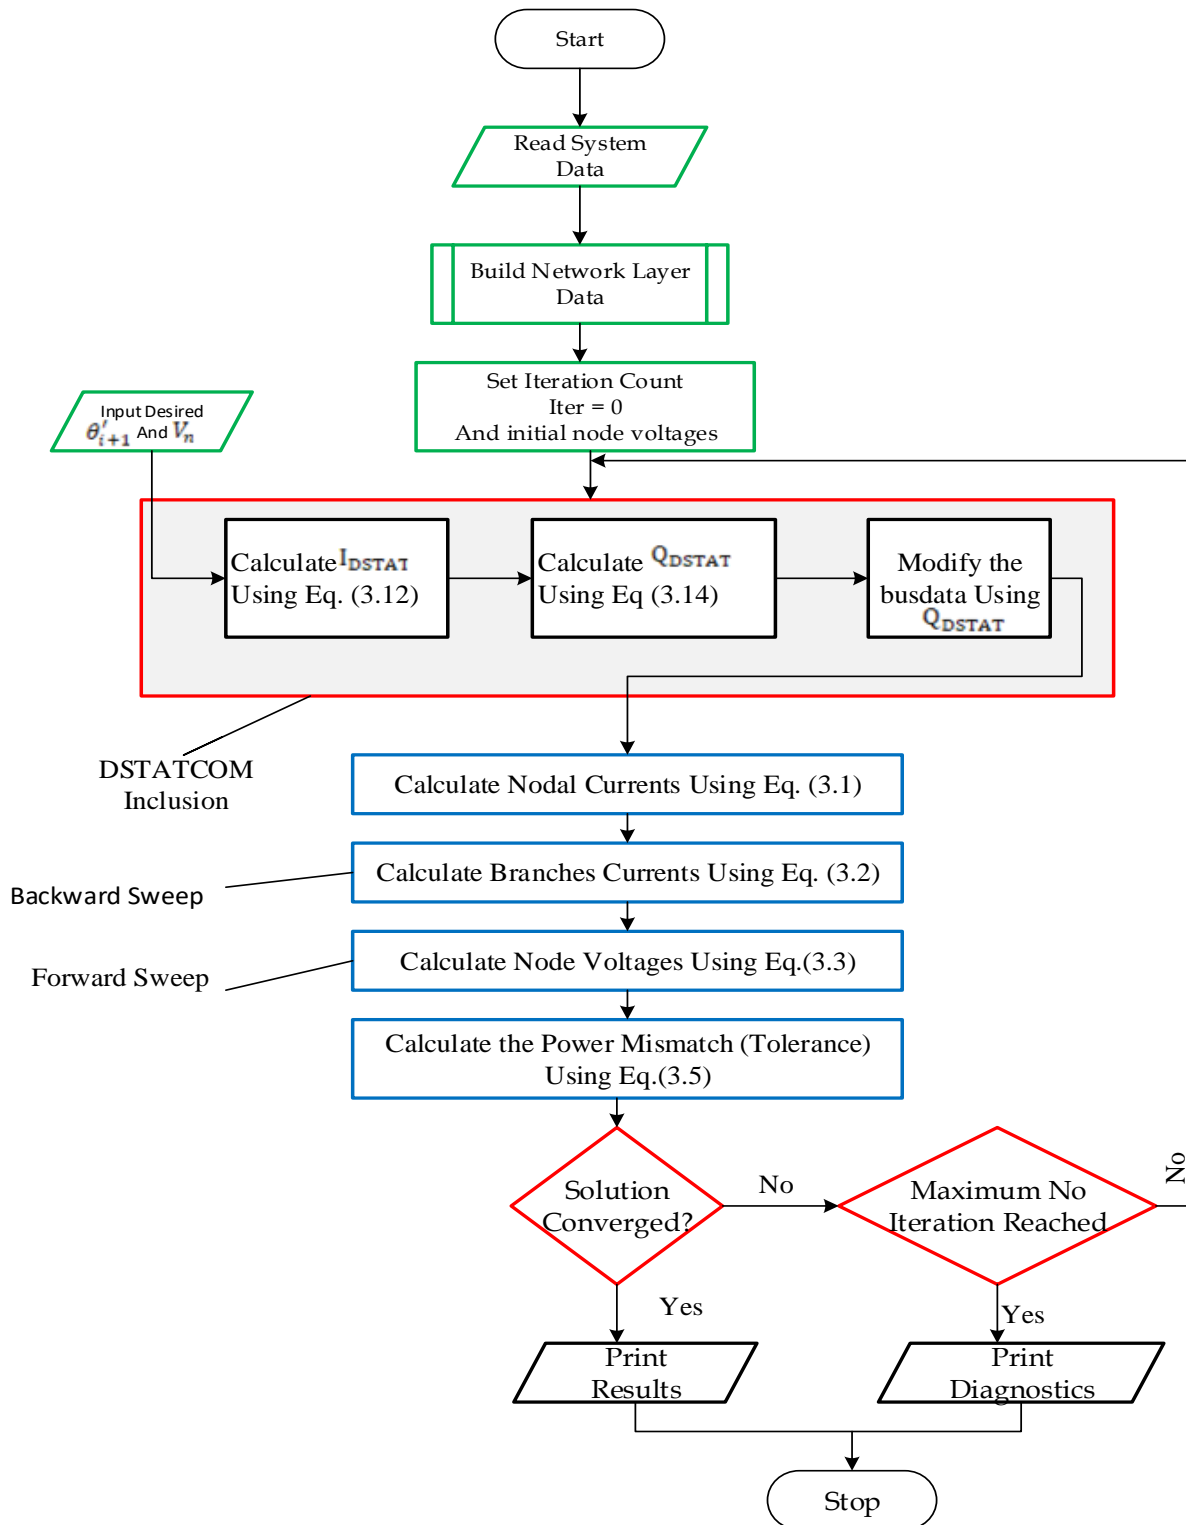 Start
Read System
Data
Build Network Layer
Data
Set Iteration Count
Iter = 0
And initial node voltages
Input Desired
θ′i+1 And Vn
Calculate IDSTAT
Using Eq. (3.12)
Calculate QDSTAT
Using Eq (3.14)
Modify the
busdata Using
QDSTAT
DSTATCOM
Inclusion
Calculate Nodal Currents Using Eq. (3.1)
Calculate Branches Currents Using Eq. (3.2)
Backward Sweep
Calculate Node Voltages Using Eq.(3.3)
Forward Sweep
Calculate the Power Mismatch (Tolerance)
Using Eq.(3.5)
Solution
Converged?
No
Maximum No
Iteration Reached
No
Yes
Yes
Print
Results
Print
Diagnostics
Stop